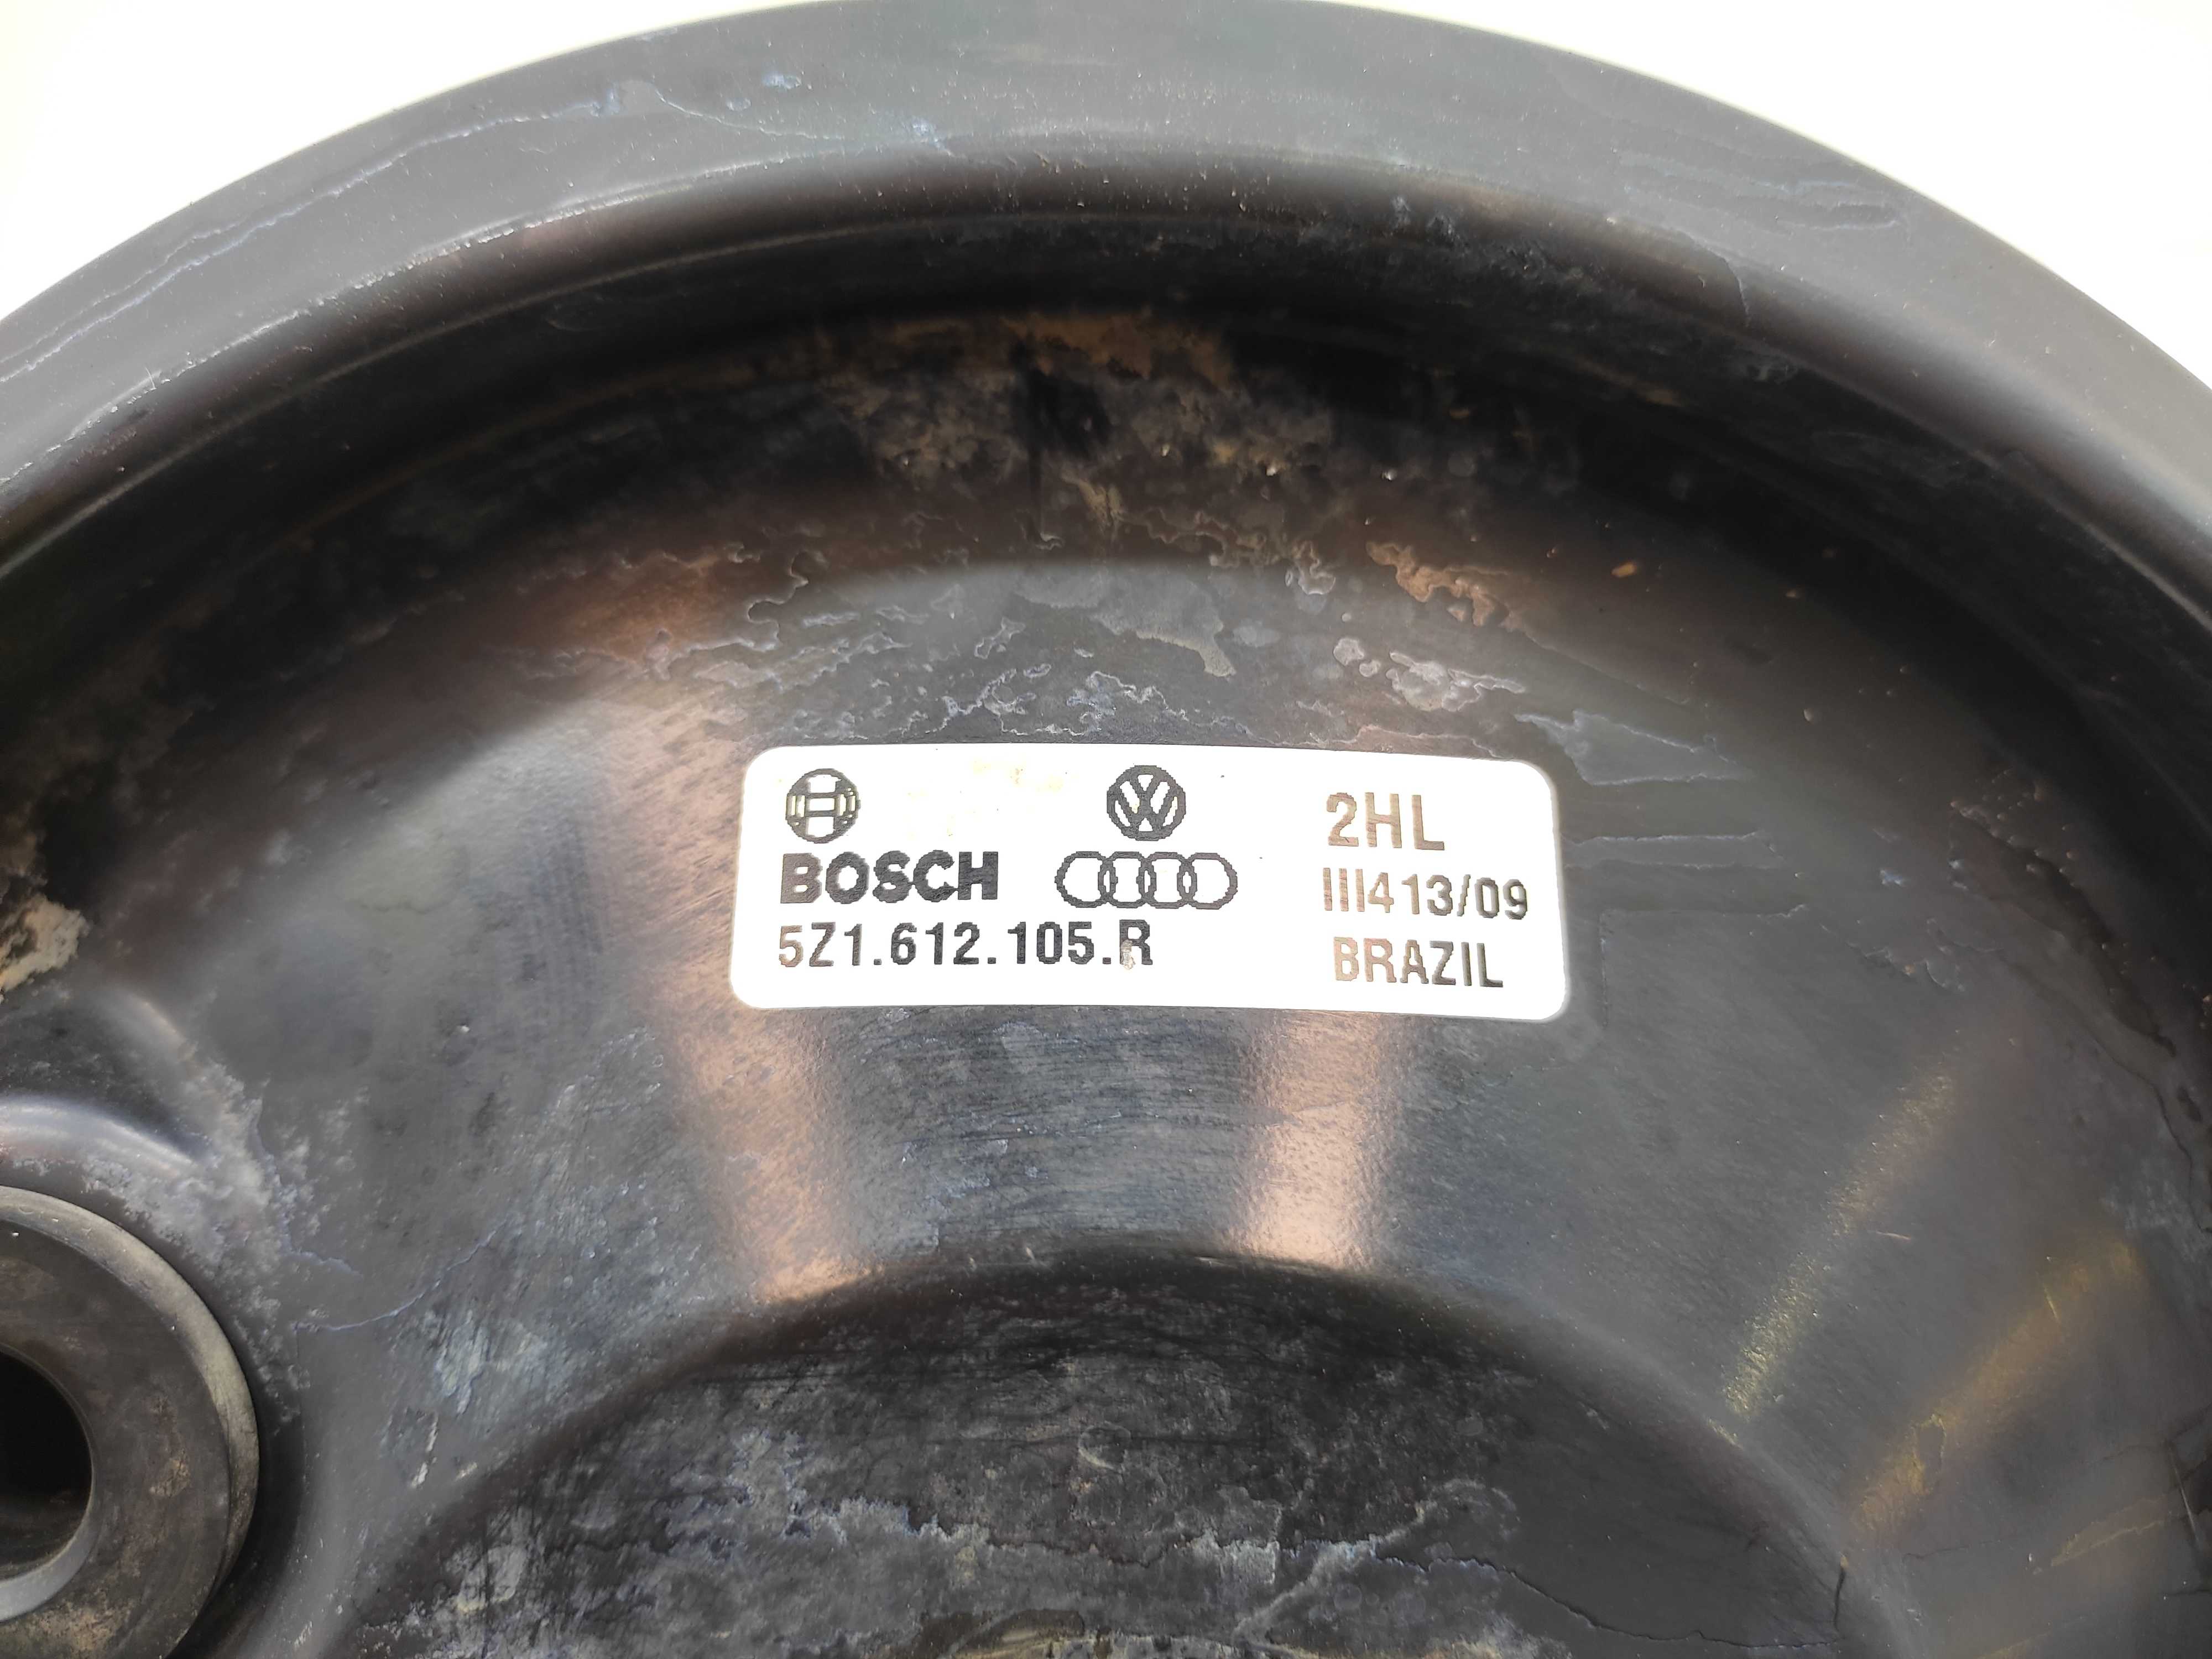 2HL
BOSCH
III413/09
5Z1.612.105.R
BRAZIL